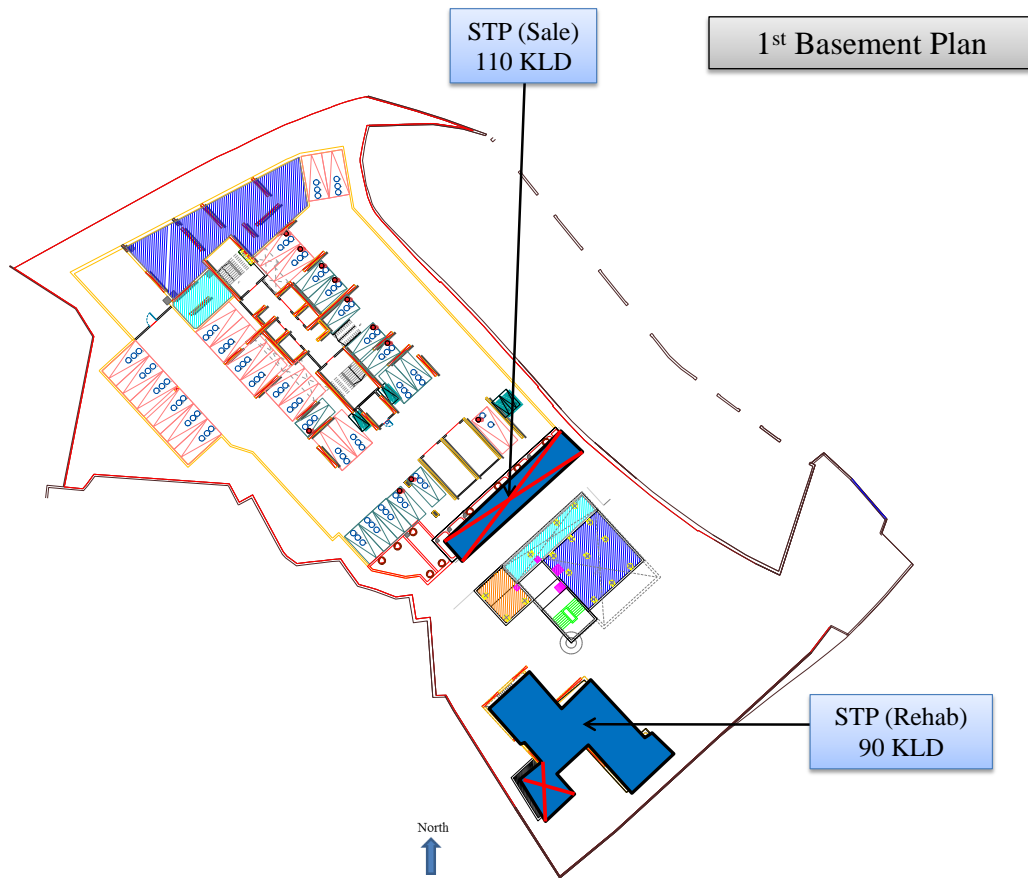 STP (Sale)
110 KLD
1st Basement Plan
STP (Rehab)
90 KLD
North